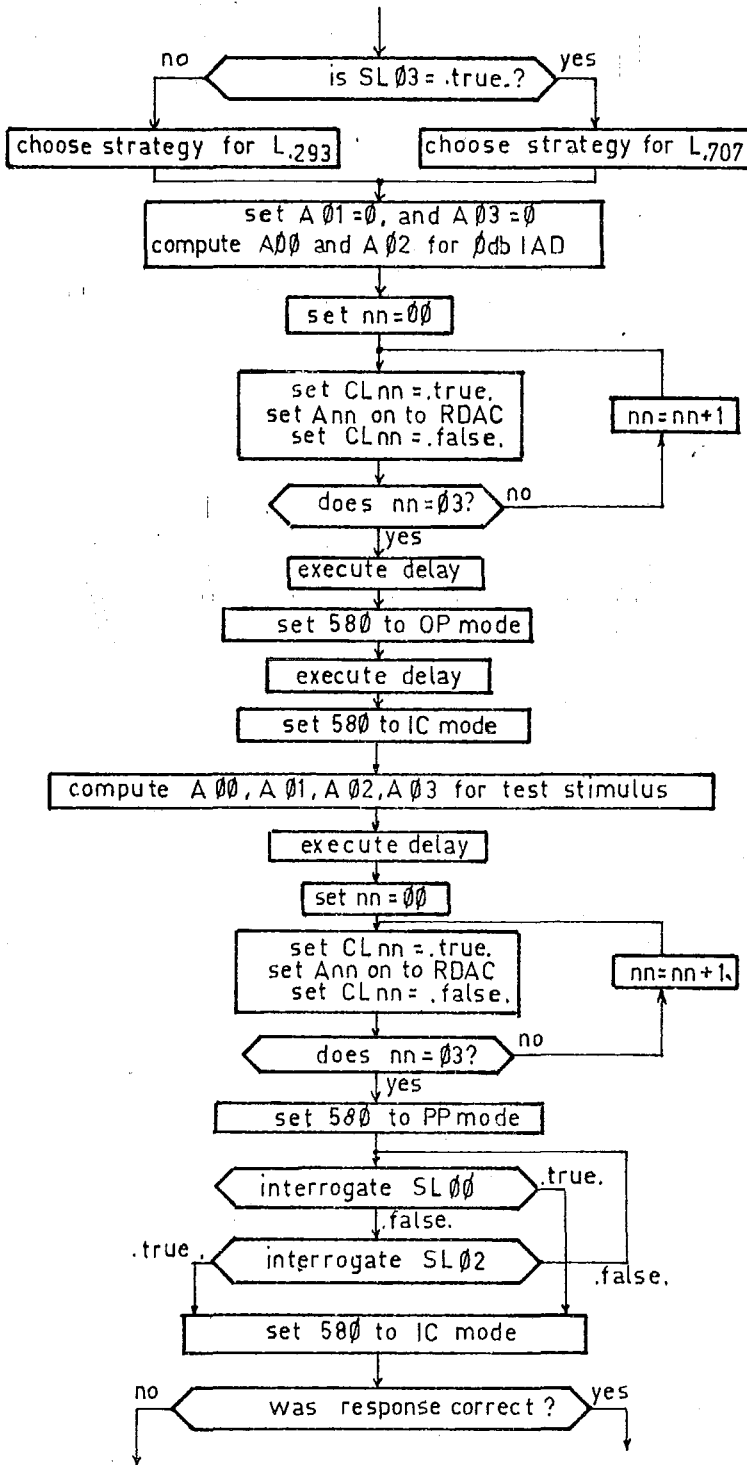 is SLØ3= .true.?
no
yes
choose strategy for L.293
choose strategy for L.707
set AØ1=0, and AØ3=0
compute AØ0 and AØ2 for Ødb IAD
set nn=ØØ
set CLnn=.true.
set Ann on to RDAC
set CLnn=.false.
nn=nn+1
does nn=Ø3?
no
yes
execute delay
set 58Ø to OP mode
execute delay
set 58Ø to IC mode
compute AØ0, AØ1, AØ2, AØ3 for test stimulus
execute delay
set nn=ØØ
set CLnn=.true.
set Ann on to RDAC
set CLnn= .false.
nn=nn+1.
does nn=Ø3?
no
yes
set 58Ø to PP mode
interrogate SLØØ
.true.
.false.
.true.
interrogate SLØ2
.false.
set 58Ø to IC mode
no
was response correct?
yes